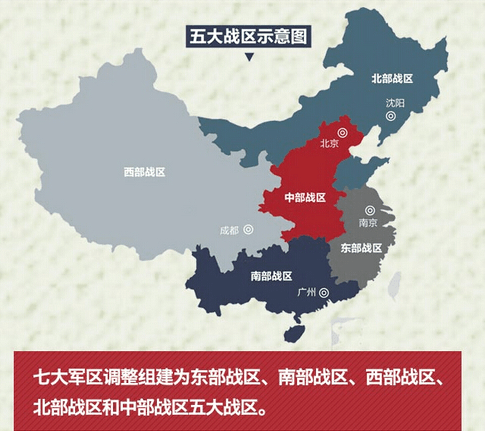 五大战区示意图
北部战区
沈阳
北京
西部战区
中部战区
成都
南京
东部战区
南部战区
广州
七大军区调整组建为东部战区、南部战区、西部战区、
北部战区和中部战区五大战区。